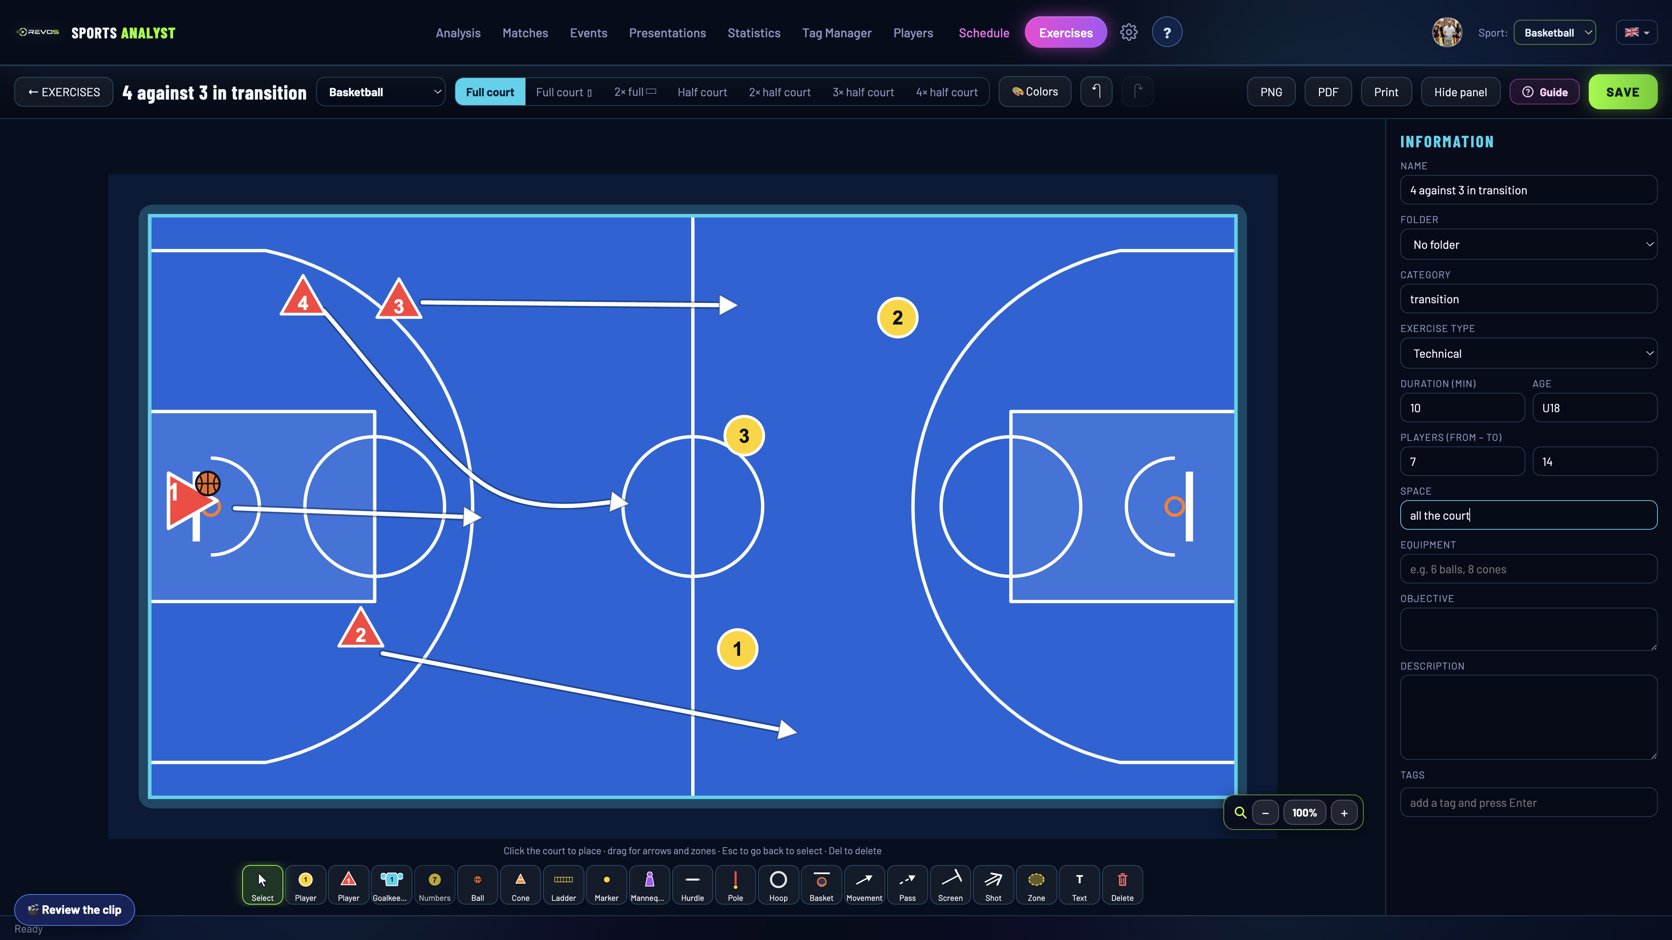 REVOS SPORTS ANALYST
Analysis Matches Events Presentations Statistics Tag Manager Players Schedule Exercises ? Sport: Basketball
← EXERCISES 4 against 3 in transition Basketball Full court Full court 2× full Half court 2× half court 3× half court 4× half court Colors PNG PDF Print Hide panel ? Guide SAVE
INFORMATION
NAME
4 against 3 in transition
FOLDER
No folder
CATEGORY
transition
EXERCISE TYPE
Technical
DURATION (MIN) AGE
10 U18
PLAYERS (FROM – TO)
7 14
SPACE
all the court
EQUIPMENT
e.g. 6 balls, 8 cones
OBJECTIVE
DESCRIPTION
TAGS
add a tag and press Enter
4 3 2
3
1
2 1
− 100% +
Click the court to place · drag for arrows and zones · Esc to go back to select · Del to delete
1 1 1 7 T
Select Player Player Goalkee... Numbers Ball Cone Ladder Marker Manneq... Hurdle Pole Hoop Basket Movement Pass Screen Shot Zone Text Delete
Review the clip
Ready